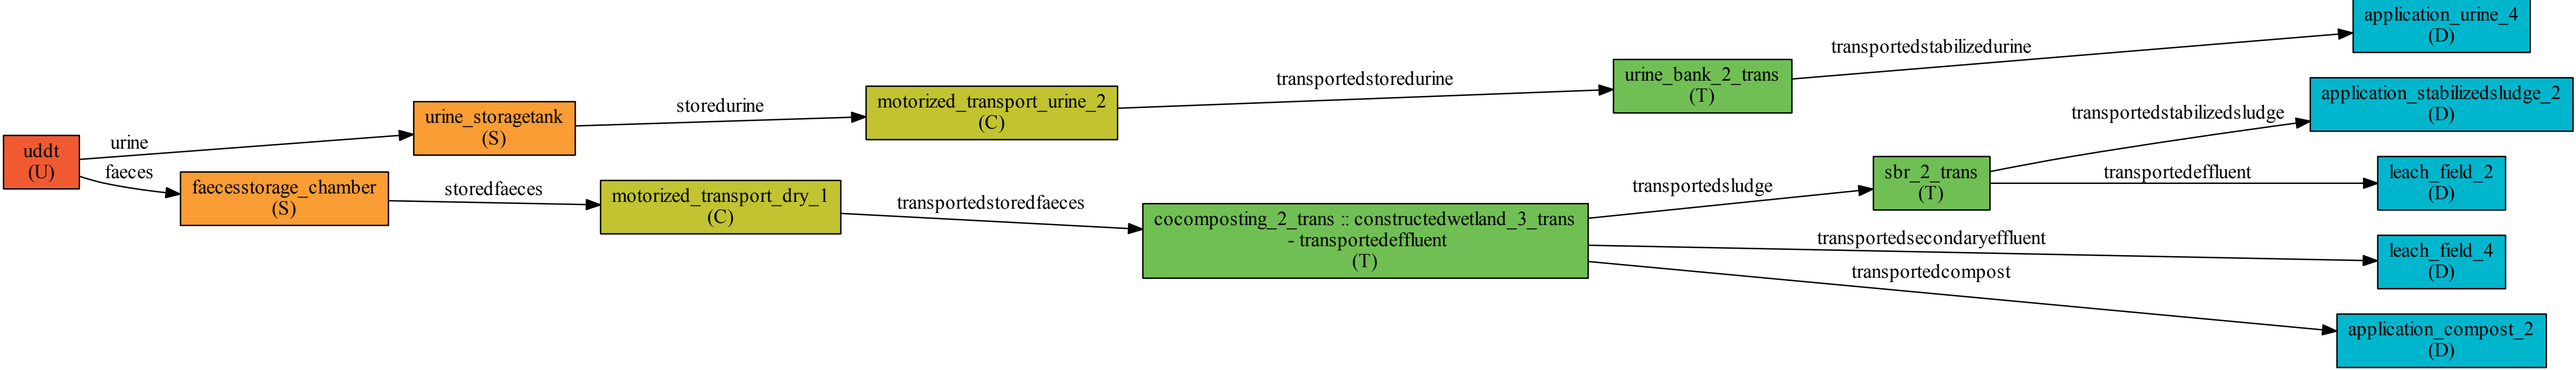 uddt
(U)
urine
faeces
urine_storagetank
(S)
faecesstorage_chamber
(S)
storedurine
storedfaeces
motorized_transport_urine_2
(C)
motorized_transport_dry_1
(C)
transportedstoredurine
transportedstoredfaeces
urine_bank_2_trans
(T)
cocomposting_2_trans :: constructedwetland_3_trans
- transportedeffluent
(T)
transportedstabilizedurine
transportedsludge
sbr_2_trans
(T)
transportedstabilizedsludge
transportedeffluent
transportedsecondaryeffluent
transportedcompost
application_urine_4
(D)
application_stabilizedsludge_2
(D)
leach_field_2
(D)
leach_field_4
(D)
application_compost_2
(D)